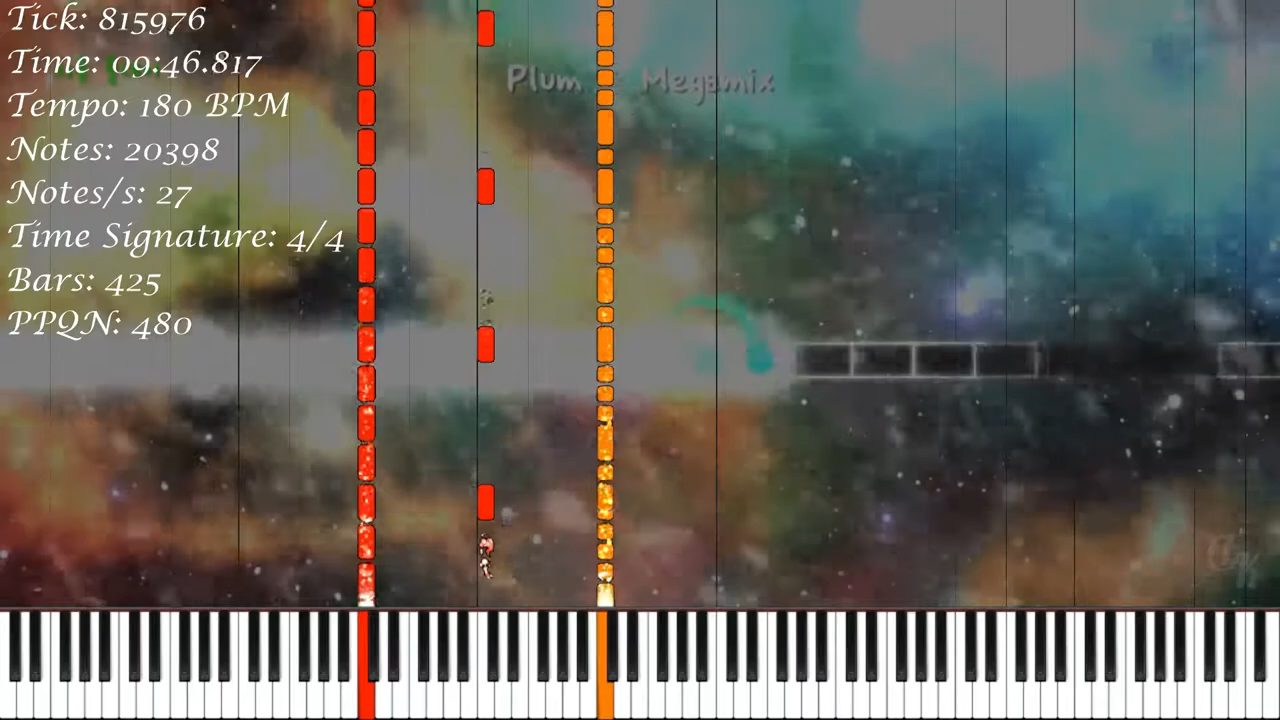 Tick: 815976
Time: 09:46.817
Plum Megamix
Tempo: 180 BPM
Notes: 20398
Notes/s: 27
Time Signature: 4/4
Bars: 425
PPQN: 480